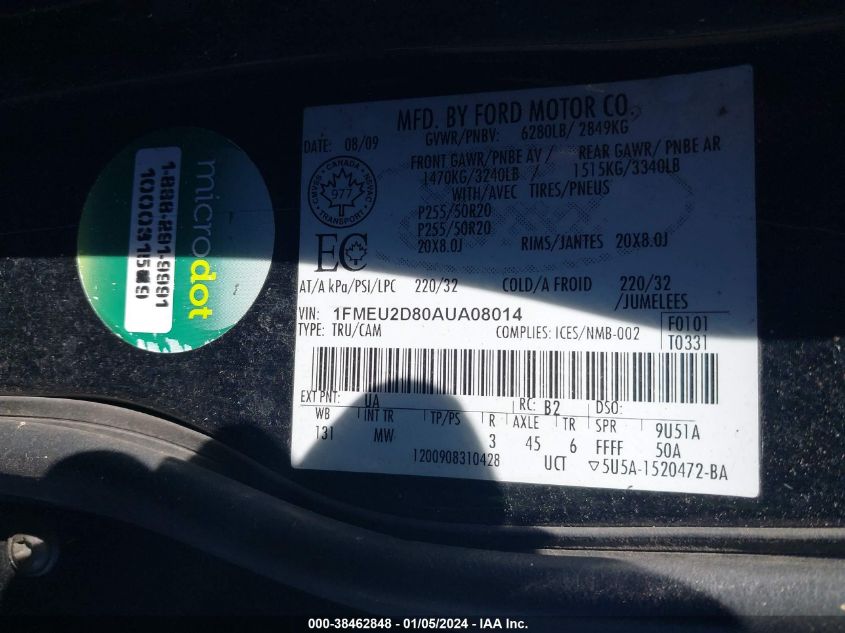 microdot
1-888-281-9991
MFD. BY FORD MOTOR CO.
DATE: 08/09
GVWR/PNBV: 6280LB/ 2849KG
FRONT GAWR/PNBE AV / REAR GAWR/ PNBE AR
1470KG/3240LB / 1515KG/3340LB
WITH/AVEC TIRES/PNEUS
P255/50R20
P255/50R20
20X8.0J RIMS/JANTES 20X8.0J
CANADA
977
TRANSPORT
EC
AT/A kPa/PSI/LPC 220/32 COLD/A FROID 220/32
/JUMELEES
VIN: 1FMEU2D80AUA08014
TYPE: TRU/CAM COMPLIES: ICES/NMB-002
F0101
T0331
EXT PNT: UA RC: B2 DSO:
WB INT TR TP/PS R AXLE TR SPR 9U51A
131 MW 3 45 6 FFFF 50A
1200908310428 UCT ▽5U5A-1520472-BA
000-38462848 - 01/05/2024 - IAA Inc.